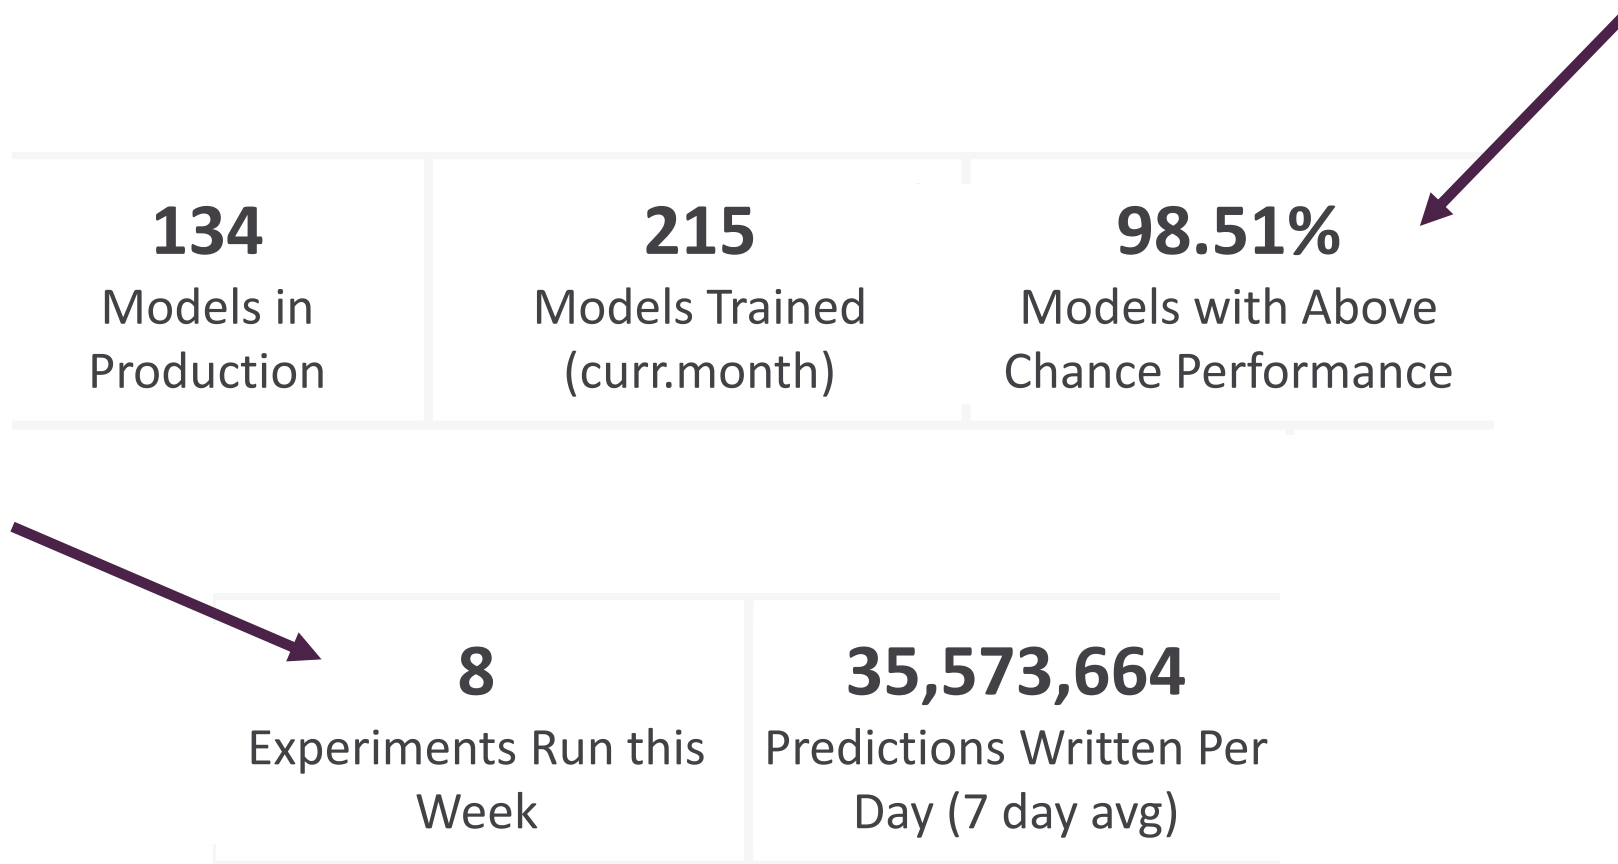 134
Models in
Production
215
Models Trained
(curr.month)
98.51%
Models with Above
Chance Performance
8
Experiments Run this
Week
35,573,664
Predictions Written Per
Day (7 day avg)